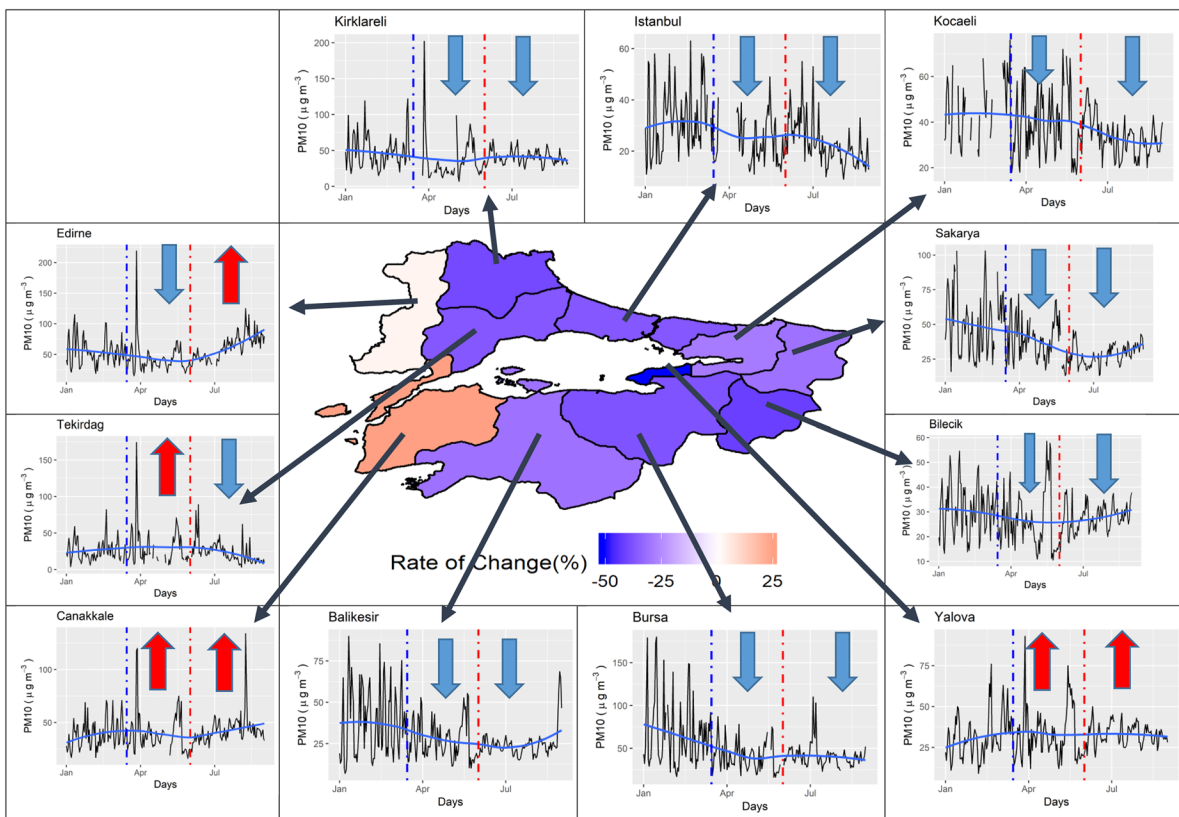 Kirklareli
PM10 ( μ g m⁻³ )
200
150
100
50
0
Jan Apr Jul
Days
Istanbul
PM10 ( μ g m⁻³ )
60
40
20
Jan Apr Jul
Days
Kocaeli
PM10 ( μ g m⁻³ )
60
40
20
Jan Apr Jul
Days
Edirne
PM10 ( μ g m⁻³ )
200
150
100
50
0
Jan Apr Jul
Days
Sakarya
PM10 ( μ g m⁻³ )
100
75
50
25
Jan Apr Jul
Days
Tekirdag
PM10 ( μ g m⁻³ )
150
100
50
0
Jan Apr Jul
Days
Bilecik
PM10 ( μ g m⁻³ )
60
50
40
30
20
10
Jan Apr Jul
Days
Rate of Change(%)
-50 -25 0 25
Canakkale
PM10 ( μ g m⁻³ )
100
50
Jan Apr Jul
Days
Balikesir
PM10 ( μ g m⁻³ )
75
50
25
Jan Apr Jul
Days
Bursa
PM10 ( μ g m⁻³ )
150
100
50
Jan Apr Jul
Days
Yalova
PM10 ( μ g m⁻³ )
75
50
25
Jan Apr Jul
Days